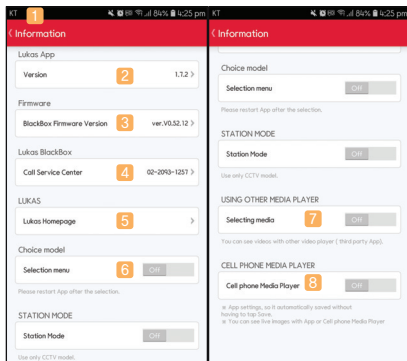 KT
1
84% 4:25 pm
Information
Lukas App
Version 2 1.7.2 >
Firmware
BlackBox Firmware Version 3 ver.V0.52.12 >
Lukas BlackBox
Call Service Center 4 02-2093-1257 >
LUKAS
Lukas Homepage 5 >
Choice model
Selection menu 6 Off
Please restart App after the selection.
STATION MODE
Station Mode Off
Use only CCTV model.
KT
84% 4:25 pm
Information
Choice model
Selection menu Off
Please restart App after the selection.
STATION MODE
Station Mode Off
Use only CCTV model.
USING OTHER MEDIA PLAYER
Selecting media 7 Off
You can see videos with other video player ( third party App).
CELL PHONE MEDIA PLAYER
Cell phone Media Player 8 Off
※ App settings, so it automatically saved without
having to tap Save.
※ You can see live images with App or Cell phone Media Player